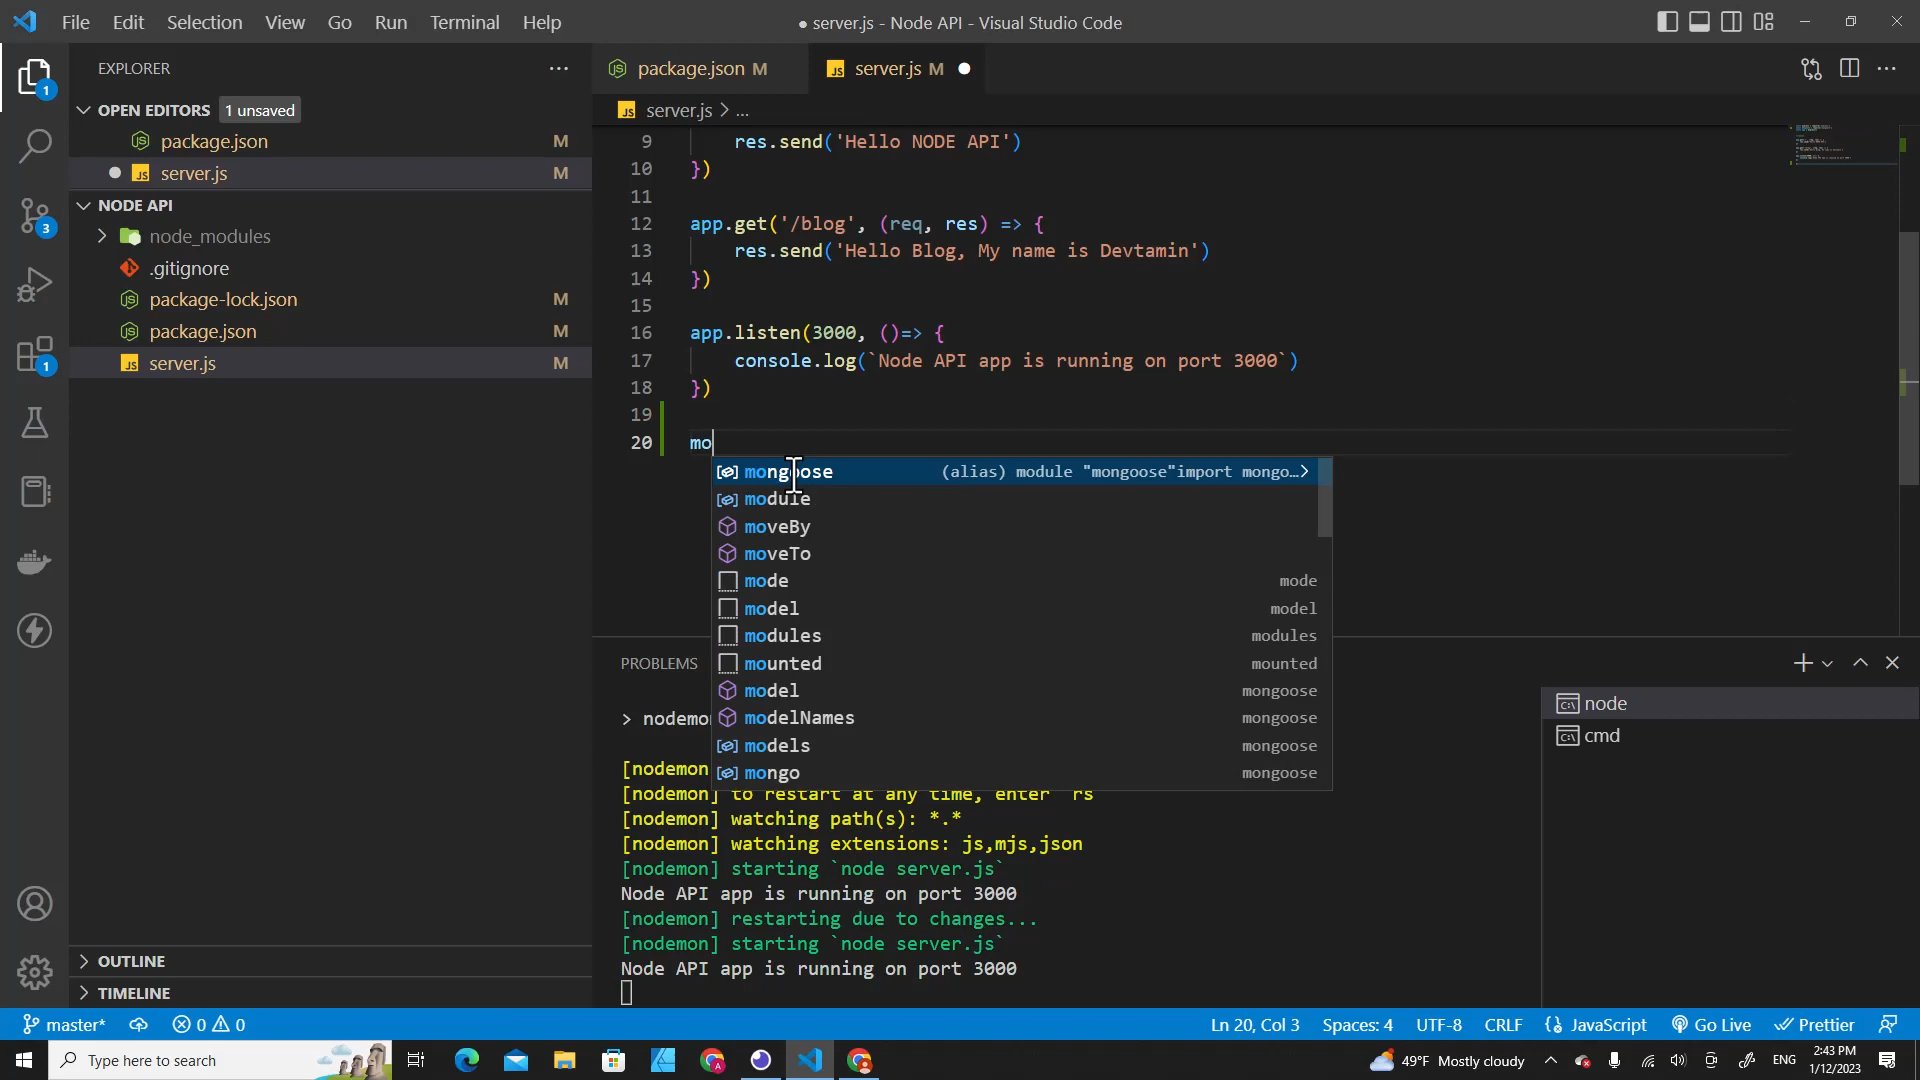 File Edit Selection View Go Run Terminal Help
● server.js - Node API - Visual Studio Code
EXPLORER
OPEN EDITORS 1 unsaved
package.json M
server.js M
NODE API
node_modules
.gitignore
package-lock.json M
package.json M
server.js M
OUTLINE
TIMELINE
1
3
1
package.json M
server.js M
server.js > ...
9 res.send('Hello NODE API')
10 })
11
12 app.get('/blog', (req, res) => {
13 res.send('Hello Blog, My name is Devtamin')
14 })
15
16 app.listen(3000, ()=> {
17 console.log(`Node API app is running on port 3000`)
18 })
19
20 mo
mongoose (alias) module "mongoose"import mongo…
module
moveBy
moveTo
mode mode
model model
modules modules
mounted mounted
model mongoose
modelNames mongoose
models mongoose
mongo mongoose
PROBLEMS
> nodemo
[nodemon
[nodemon] to restart at any time, enter `rs
[nodemon] watching path(s): *.*
[nodemon] watching extensions: js,mjs,json
[nodemon] starting `node server.js`
Node API app is running on port 3000
[nodemon] restarting due to changes...
[nodemon] starting `node server.js`
Node API app is running on port 3000
node
cmd
master* 0 0 Ln 20, Col 3 Spaces: 4 UTF-8 CRLF JavaScript Go Live Prettier
Type here to search
49°F Mostly cloudy ENG
2:43 PM
1/12/2023